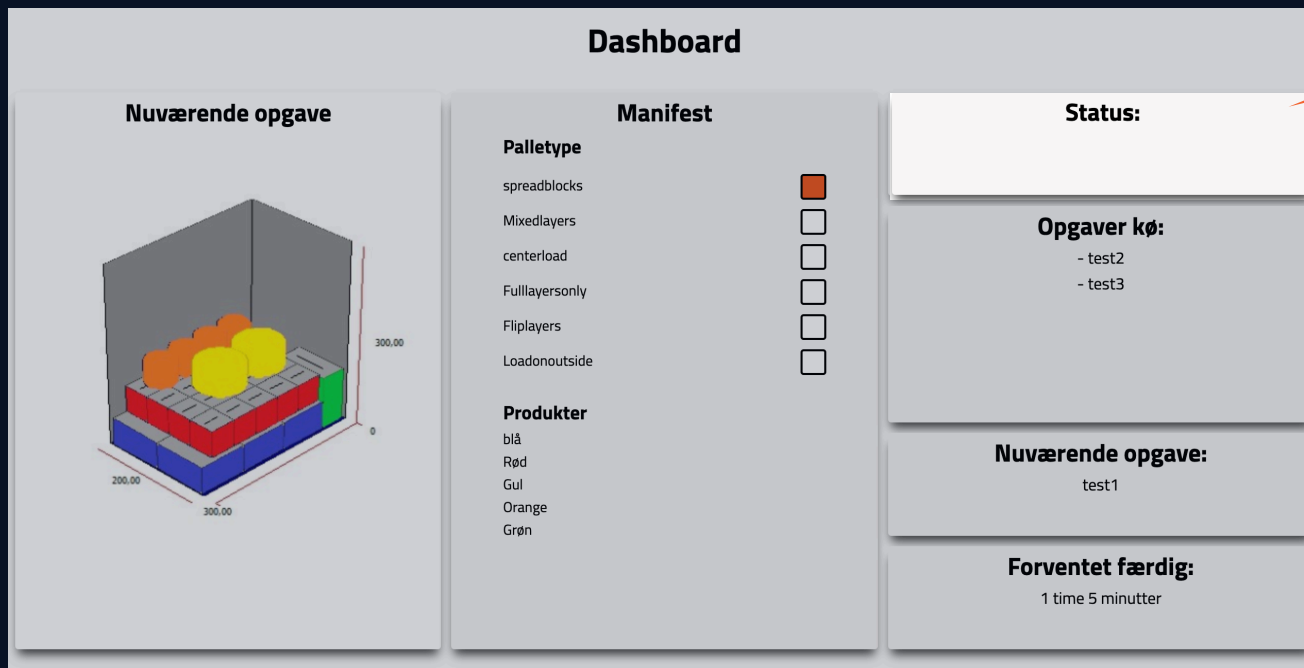 Dashboard
Nuværende opgave
300,00
0
200,00
300,00
Manifest
Palletype
spreadblocks
Mixedlayers
centerload
Fulllayersonly
Fliplayers
Loadonoutside
Produkter
blå
Rød
Gul
Orange
Grøn
Status:
Opgaver kø:
- test2
- test3
Nuværende opgave:
test1
Forventet færdig:
1 time 5 minutter